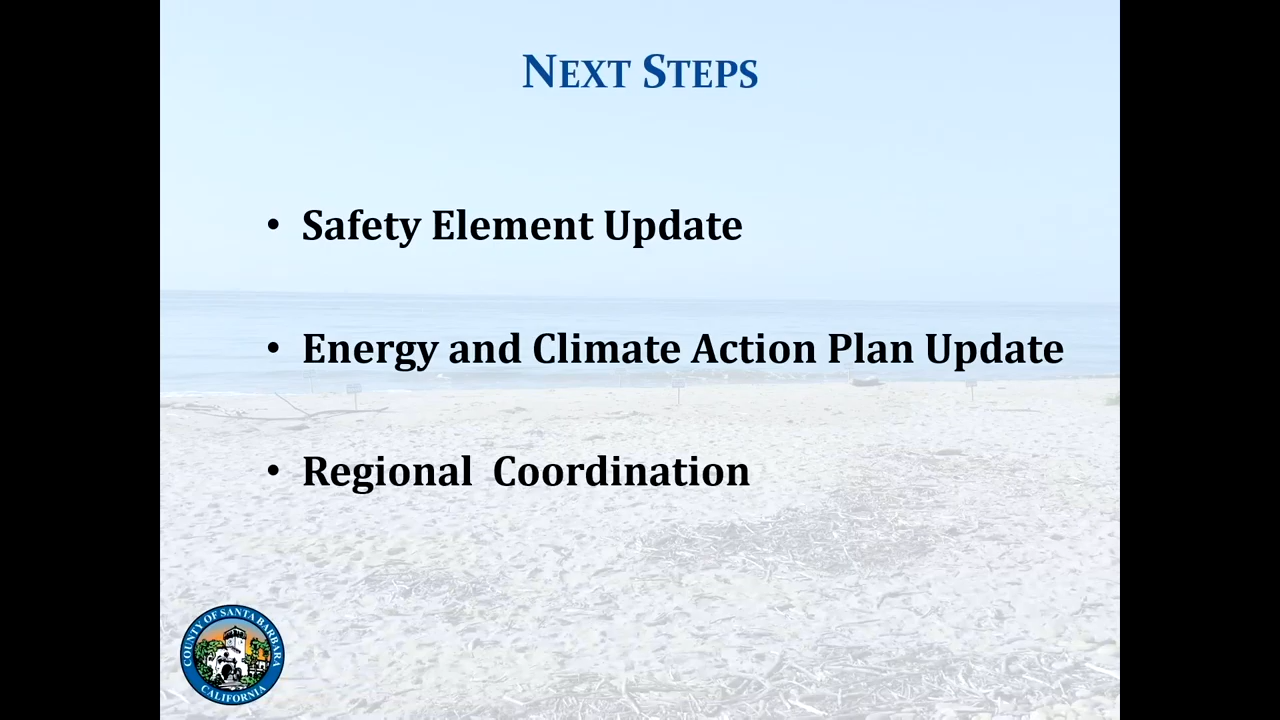 NEXT STEPS
• Safety Element Update
• Energy and Climate Action Plan Update
• Regional  Coordination
COUNTY OF SANTA BARBARA
CALIFORNIA